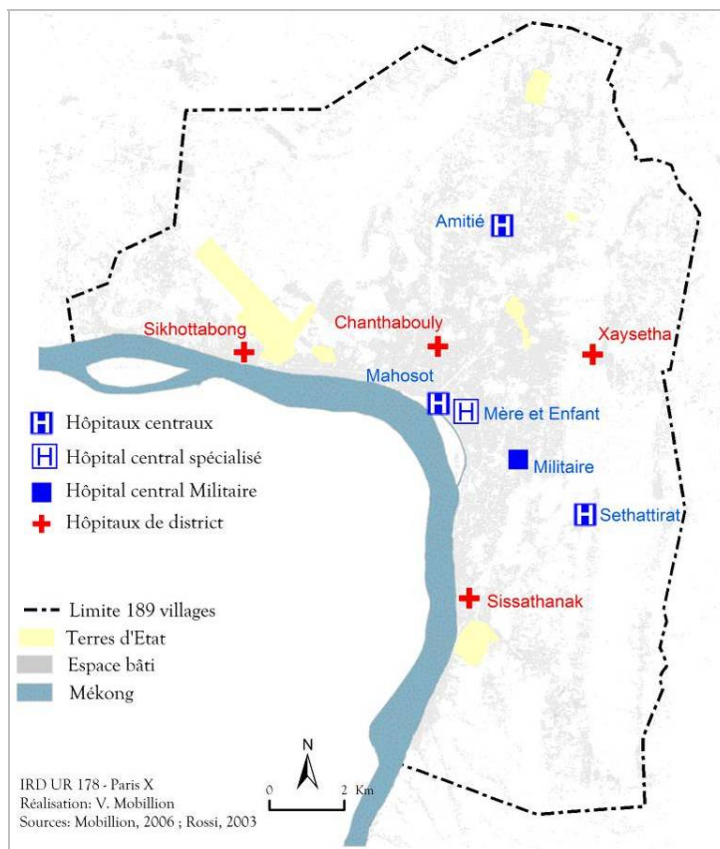 Amitié
H
Sikhottabong
Chanthabouly
Xaysetha
Mahosot
H
H
Mère et Enfant
Militaire
H
Sethattirat
Sissathanak
H Hôpitaux centraux
H Hôpital central spécialisé
Hôpital central Militaire
Hôpitaux de district
Limite 189 villages
Terres d'Etat
Espace bâti
Mékong
N
0 2 Km
IRD UR 178 - Paris X
Réalisation: V. Mobillion
Sources: Mobillion, 2006 ; Rossi, 2003